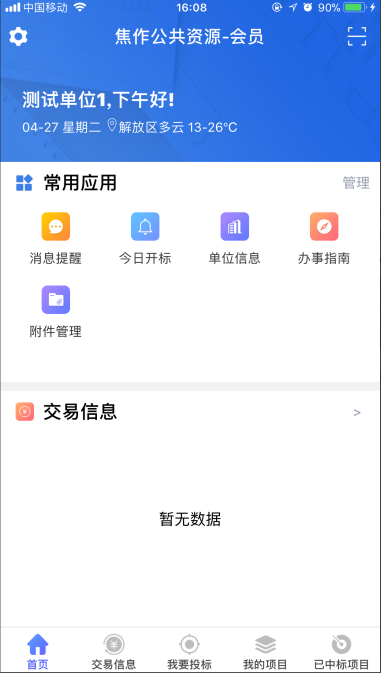 中国移动 16:08 90%
焦作公共资源-会员
测试单位1,下午好!
04-27 星期二 解放区多云 13-26℃
常用应用 管理
消息提醒 今日开标 单位信息 办事指南
附件管理
交易信息 >
暂无数据
首页 交易信息 我要投标 我的项目 已中标项目